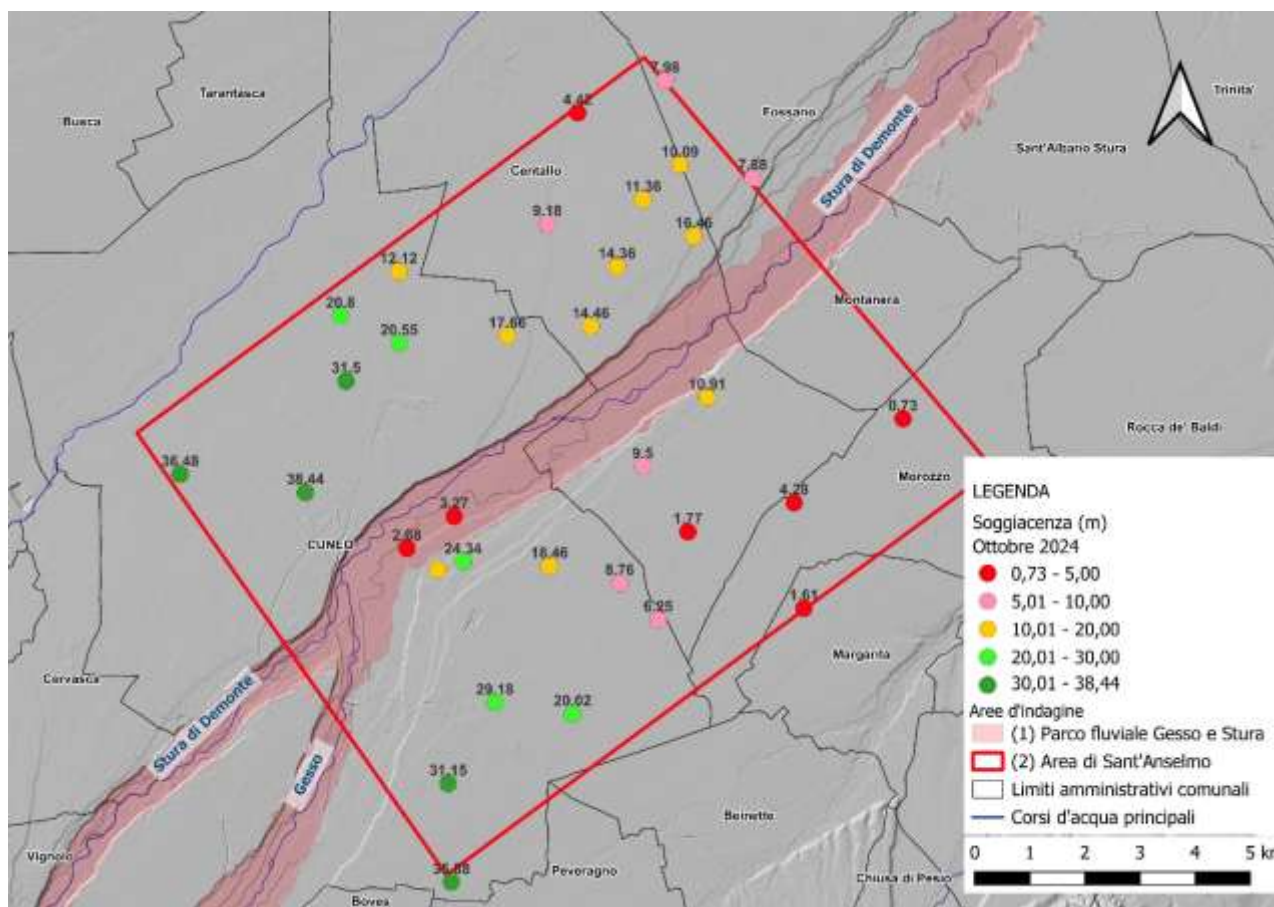 Tarantasca
Trinita'
Busca
7.98
4.42
Fossano
Stura di Demonte
Sant'Albano Stura
10.09
Centallo
7.88
11.36
9.18
16.46
14.36
12.12
Montanera
20.8
14.46
17.66
20.55
31.5
10.91
0.73
Rocca de' Baldi
9.5
36.48
38.44
Morozzo
4.28
3.27
1.77
CUNEO
2.68
24.34
18.46
8.76
1.61
6.25
Margarita
Cervasca
Stura di Demonte
29.18
20.02
Gesso
31.15
Beinette
Vignolo
Peveragno
Chiusa di Pesio
Boves
LEGENDA
Soggiacenza (m)
Ottobre 2024
0,73 - 5,00
5,01 - 10,00
10,01 - 20,00
20,01 - 30,00
30,01 - 38,44
Aree d'indagine
(1) Parco fluviale Gesso e Stura
(2) Area di Sant'Anselmo
Limiti amministrativi comunali
Corsi d'acqua principali
0 1 2 3 4 5 km